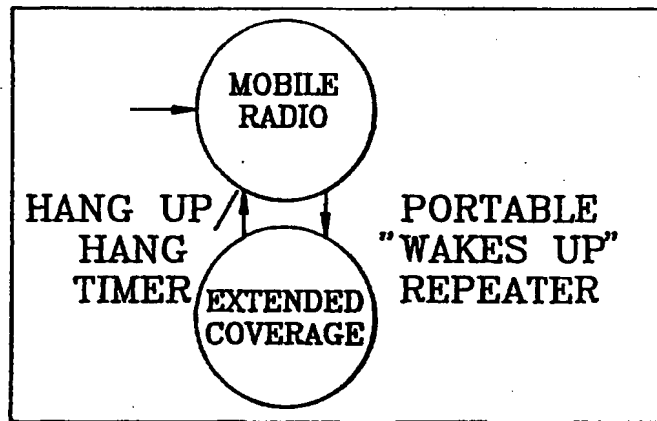 MOBILE
RADIO
HANG UP
HANG
TIMER
PORTABLE
"WAKES UP"
REPEATER
EXTENDED
COVERAGE